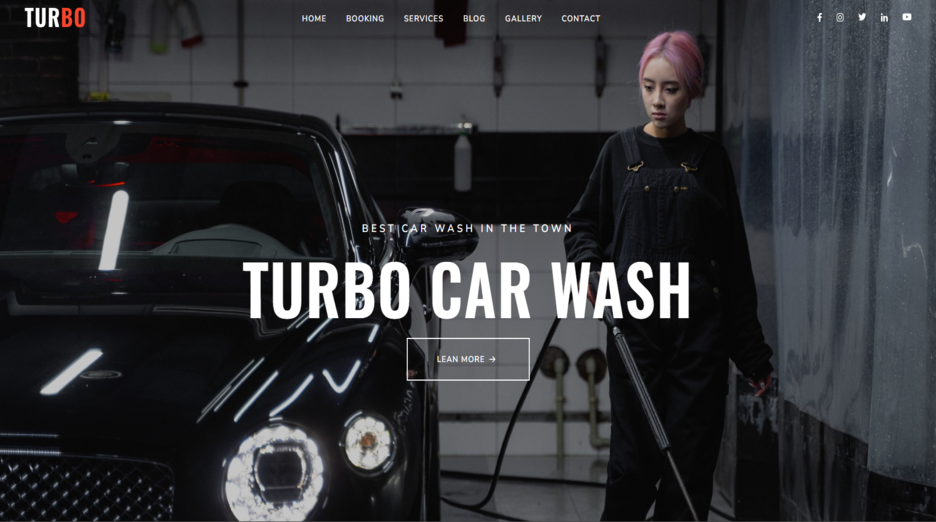 TURBO
HOME BOOKING SERVICES BLOG GALLERY CONTACT
BEST CAR WASH IN THE TOWN
TURBO CAR WASH
LEAN MORE →